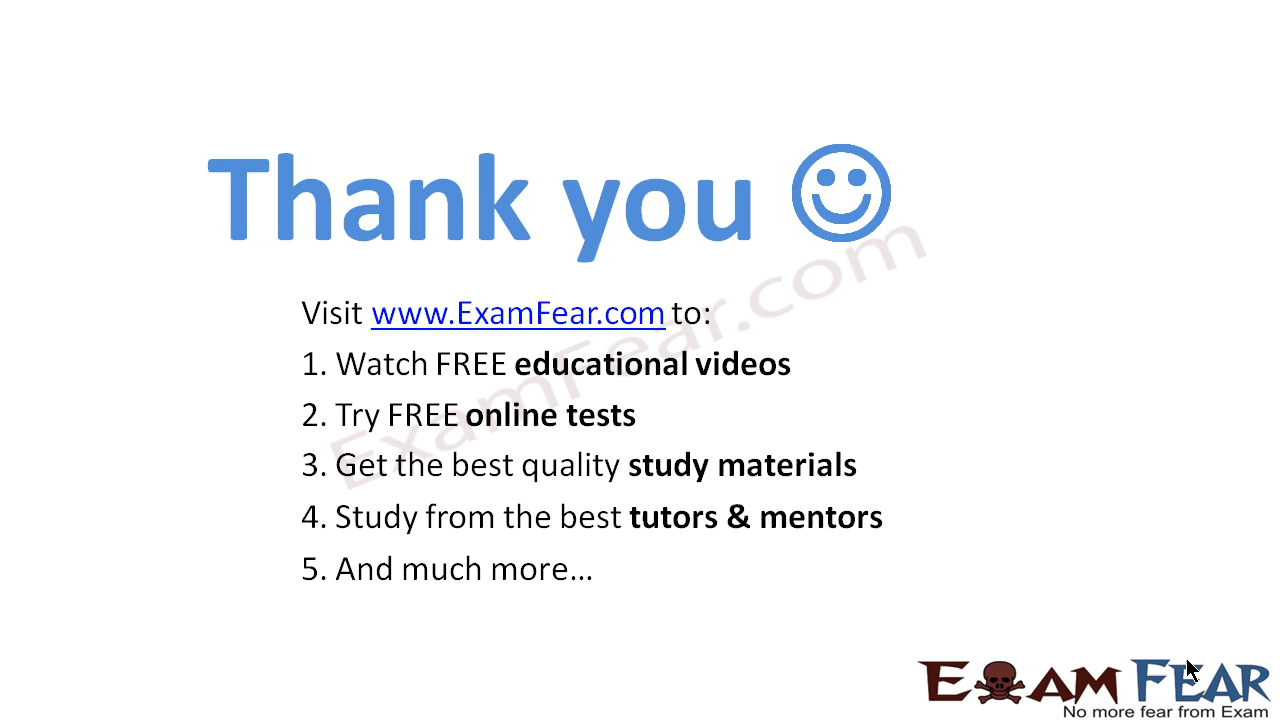 Thank you
Visit www.ExamFear.com to:
1. Watch FREE educational videos
2. Try FREE online tests
3. Get the best quality study materials
4. Study from the best tutors & mentors
5. And much more...
ExamFear.com
EXAM FEAR
No more fear from Exam